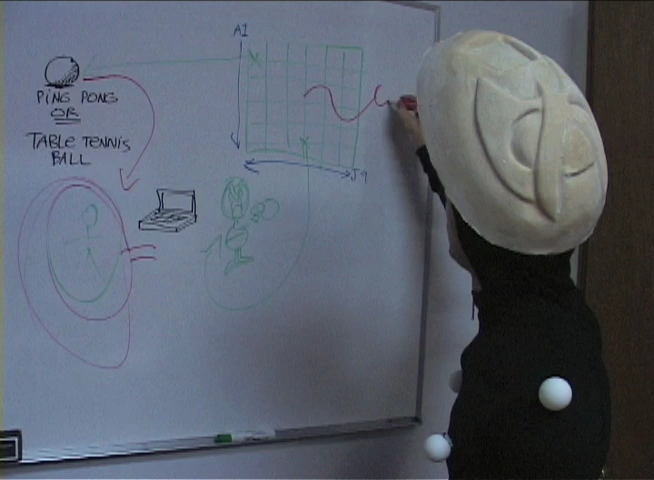 A1
PING PONG
OR
TABLE TENNIS
BALL
J9